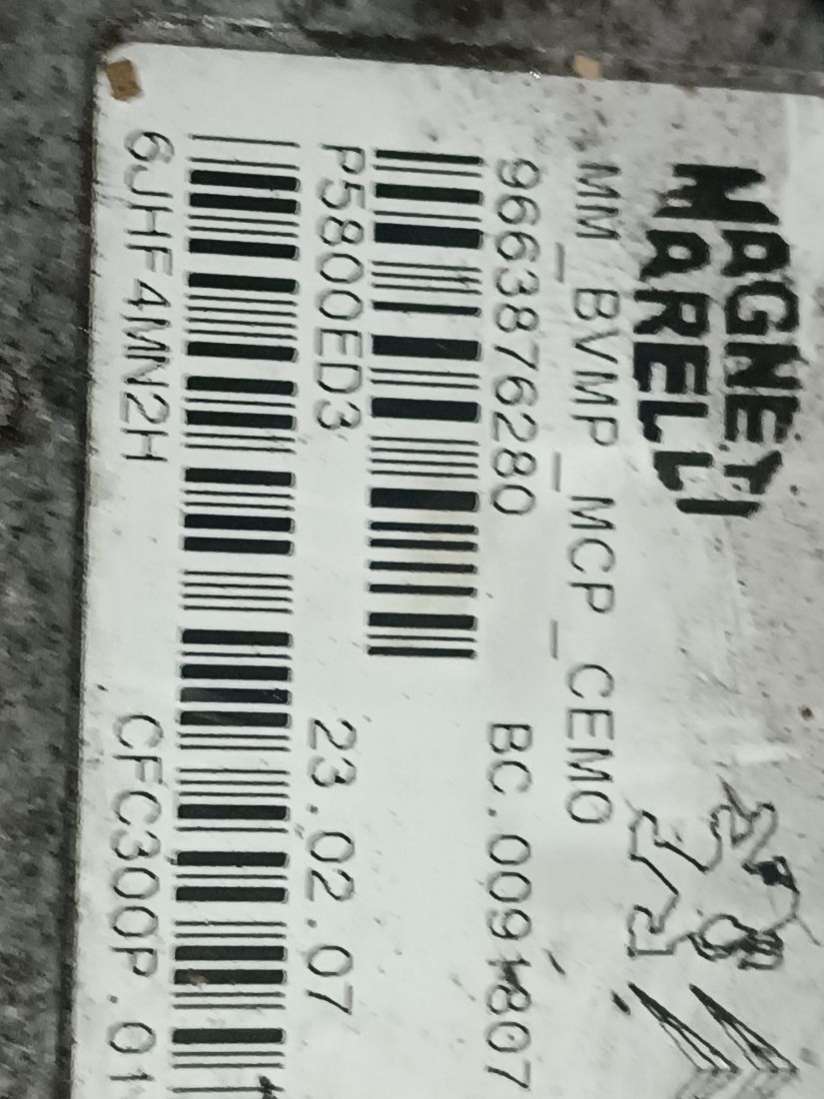 MAGNETI
MARELLI
MM_BVMP_MCP_CEMO
9663876280 BC.0091807
P5800ED3 23.02.07
6JHF4MN2H CFC300P.01